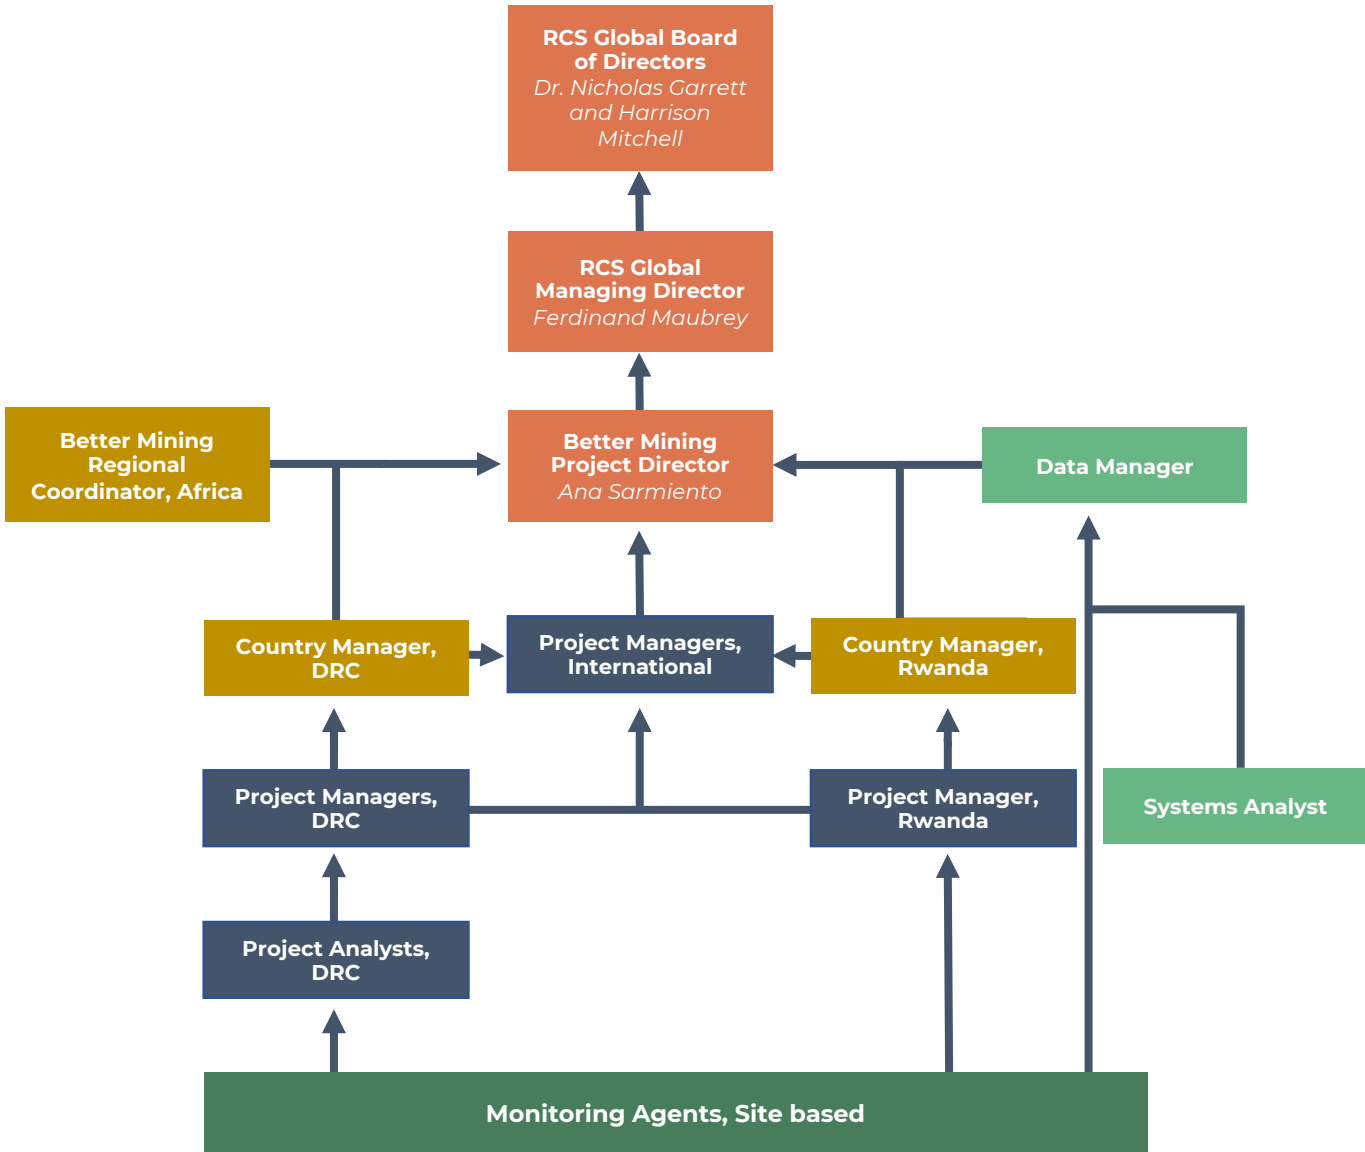 RCS Global Board
of Directors
Dr. Nicholas Garrett
and Harrison
Mitchell
RCS Global
Managing Director
Ferdinand Maubrey
Better Mining
Regional
Coordinator, Africa
Better Mining
Project Director
Ana Sarmiento
Data Manager
Country Manager,
DRC
Project Managers,
International
Country Manager,
Rwanda
Project Managers,
DRC
Project Manager,
Rwanda
Systems Analyst
Project Analysts,
DRC
Monitoring Agents, Site based